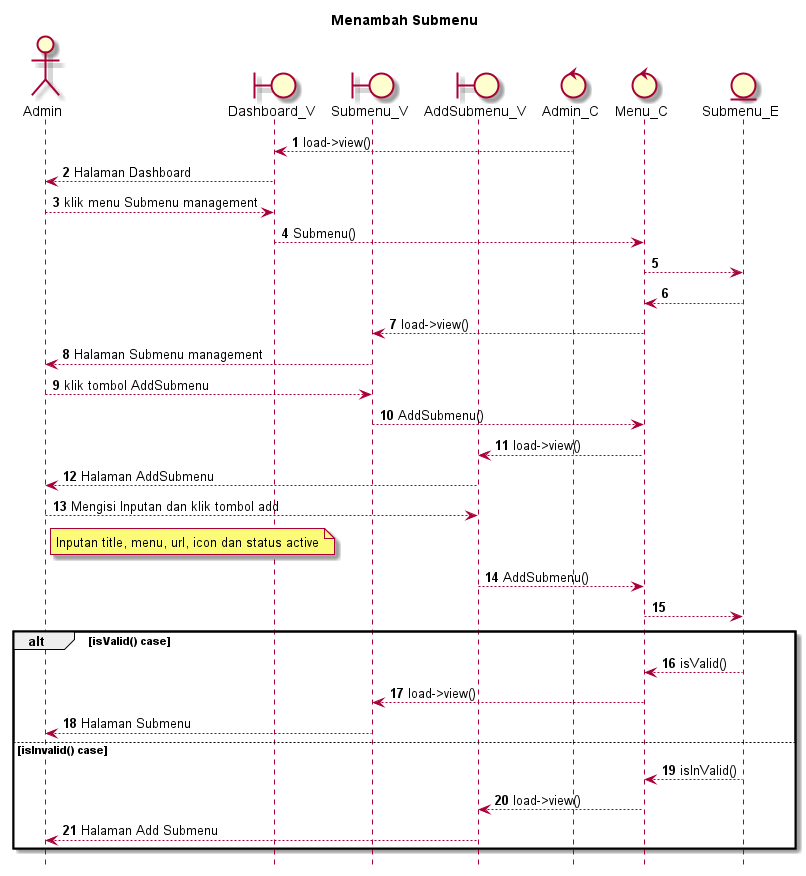 Menambah Submenu
Admin Dashboard_V Submenu_V AddSubmenu_V Admin_C Menu_C Submenu_E
1 load->view()
2 Halaman Dashboard
3 klik menu Submenu management
4 Submenu()
5
6
7 load->view()
8 Halaman Submenu management
9 klik tombol AddSubmenu
10 AddSubmenu()
11 load->view()
12 Halaman AddSubmenu
13 Mengisi Inputan dan klik tombol add
Inputan title, menu, url, icon dan status active
14 AddSubmenu()
15
alt [isValid() case]
16 isValid()
17 load->view()
18 Halaman Submenu
[isInvalid() case]
19 isInValid()
20 load->view()
21 Halaman Add Submenu